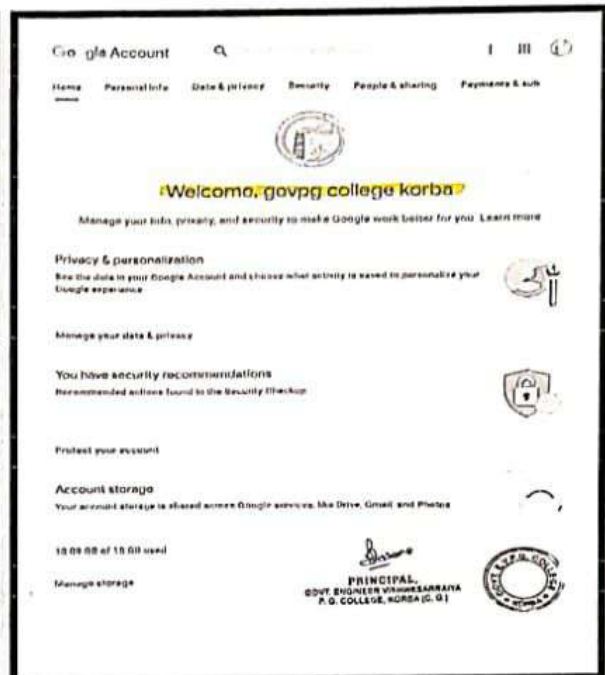 Google Account
Home Personal info Data & privacy Security People & sharing Payments & sub
Welcome, govpg college korba
Manage your info, privacy, and security to make Google work better for you. Learn more
Privacy & personalization
See the data in your Google Account and choose what activity is saved to personalize your
Google experience
Manage your data & privacy
You have security recommendations
Recommended actions found in the Security Checkup
Protect your account
Account storage
Your account storage is shared across Google services, like Drive, Gmail and Photos
Manage storage
PRINCIPAL,
GOVT. ENGINEER VISHWESARRAIYA
P. G. COLLEGE, KORBA (C. G.)
GOVT E.V.P.G. COLLEGE
KORBA